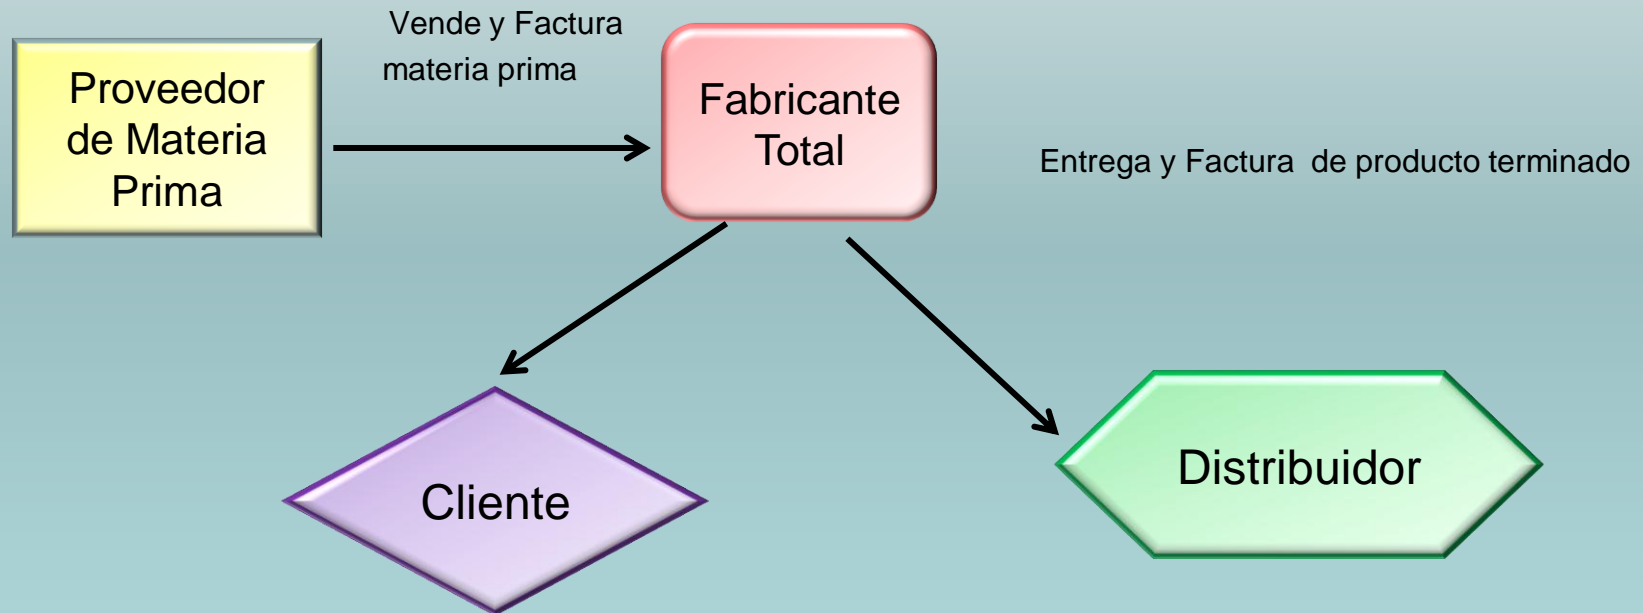 Vende y Factura
materia prima
Proveedor
de Materia
Prima
Fabricante
Total
Entrega y Factura  de producto terminado
Cliente
Distribuidor